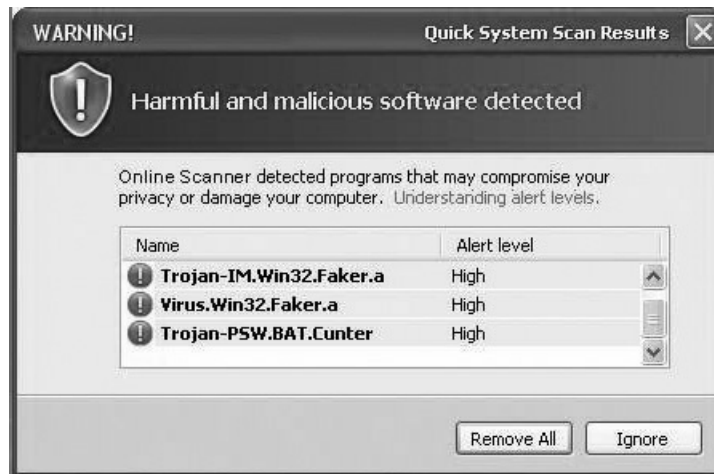 WARNING! Quick System Scan Results
Harmful and malicious software detected
Online Scanner detected programs that may compromise your
privacy or damage your computer. Understanding alert levels.
Name Alert level
Trojan-IM.Win32.Faker.a High
Virus.Win32.Faker.a High
Trojan-PSW.BAT.Cunter High
Remove All Ignore